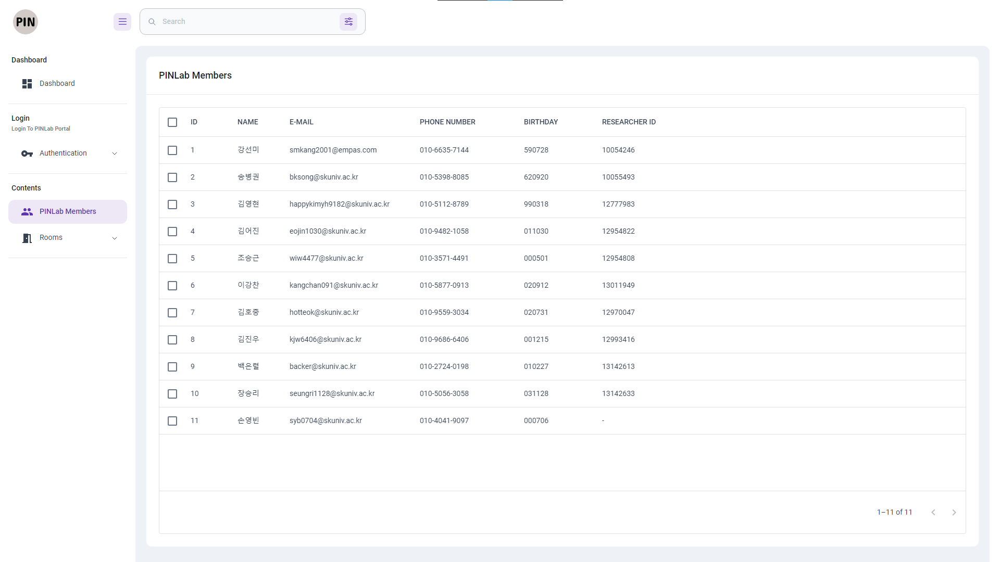 PIN
Search
Dashboard
Dashboard
Login
Login To PINLab Portal
Authentication
Contents
PINLab Members
Rooms
PINLab Members
ID NAME E-MAIL PHONE NUMBER BIRTHDAY RESEARCHER ID
1 강선미 smkang2001@empas.com 010-6635-7144 590728 10054246
2 송병권 bksong@skuniv.ac.kr 010-5398-8085 620920 10055493
3 김영현 happykimyh9182@skuniv.ac.kr 010-5112-8789 990318 12777983
4 김어진 eojin1030@skuniv.ac.kr 010-9482-1058 011030 12954822
5 조승근 wiw4477@skuniv.ac.kr 010-3571-4491 000501 12954808
6 이강찬 kangchan091@skuniv.ac.kr 010-5877-0913 020912 13011949
7 김호중 hotteok@skuniv.ac.kr 010-9559-3034 020731 12970047
8 김진우 kjw6406@skuniv.ac.kr 010-9686-6406 001215 12993416
9 백은렬 backer@skuniv.ac.kr 010-2724-0198 010227 13142613
10 장승리 seungri1128@skuniv.ac.kr 010-5056-3058 031128 13142633
11 손영빈 syb0704@skuniv.ac.kr 010-4041-9097 000706 -
1–11 of 11